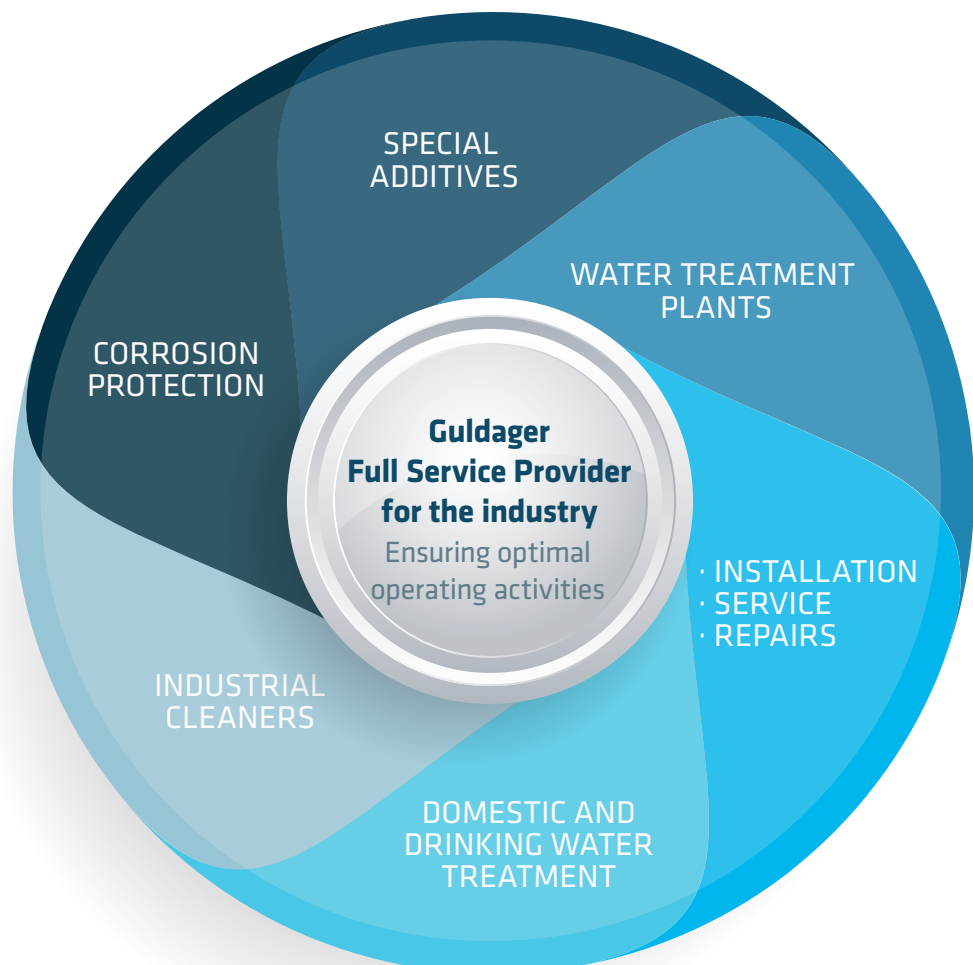 SPECIAL
ADDITIVES
WATER TREATMENT
PLANTS
CORROSION
PROTECTION
Guldager
Full Service Provider
for the industry
Ensuring optimal
operating activities
· INSTALLATION
· SERVICE
· REPAIRS
INDUSTRIAL
CLEANERS
DOMESTIC AND
DRINKING WATER
TREATMENT